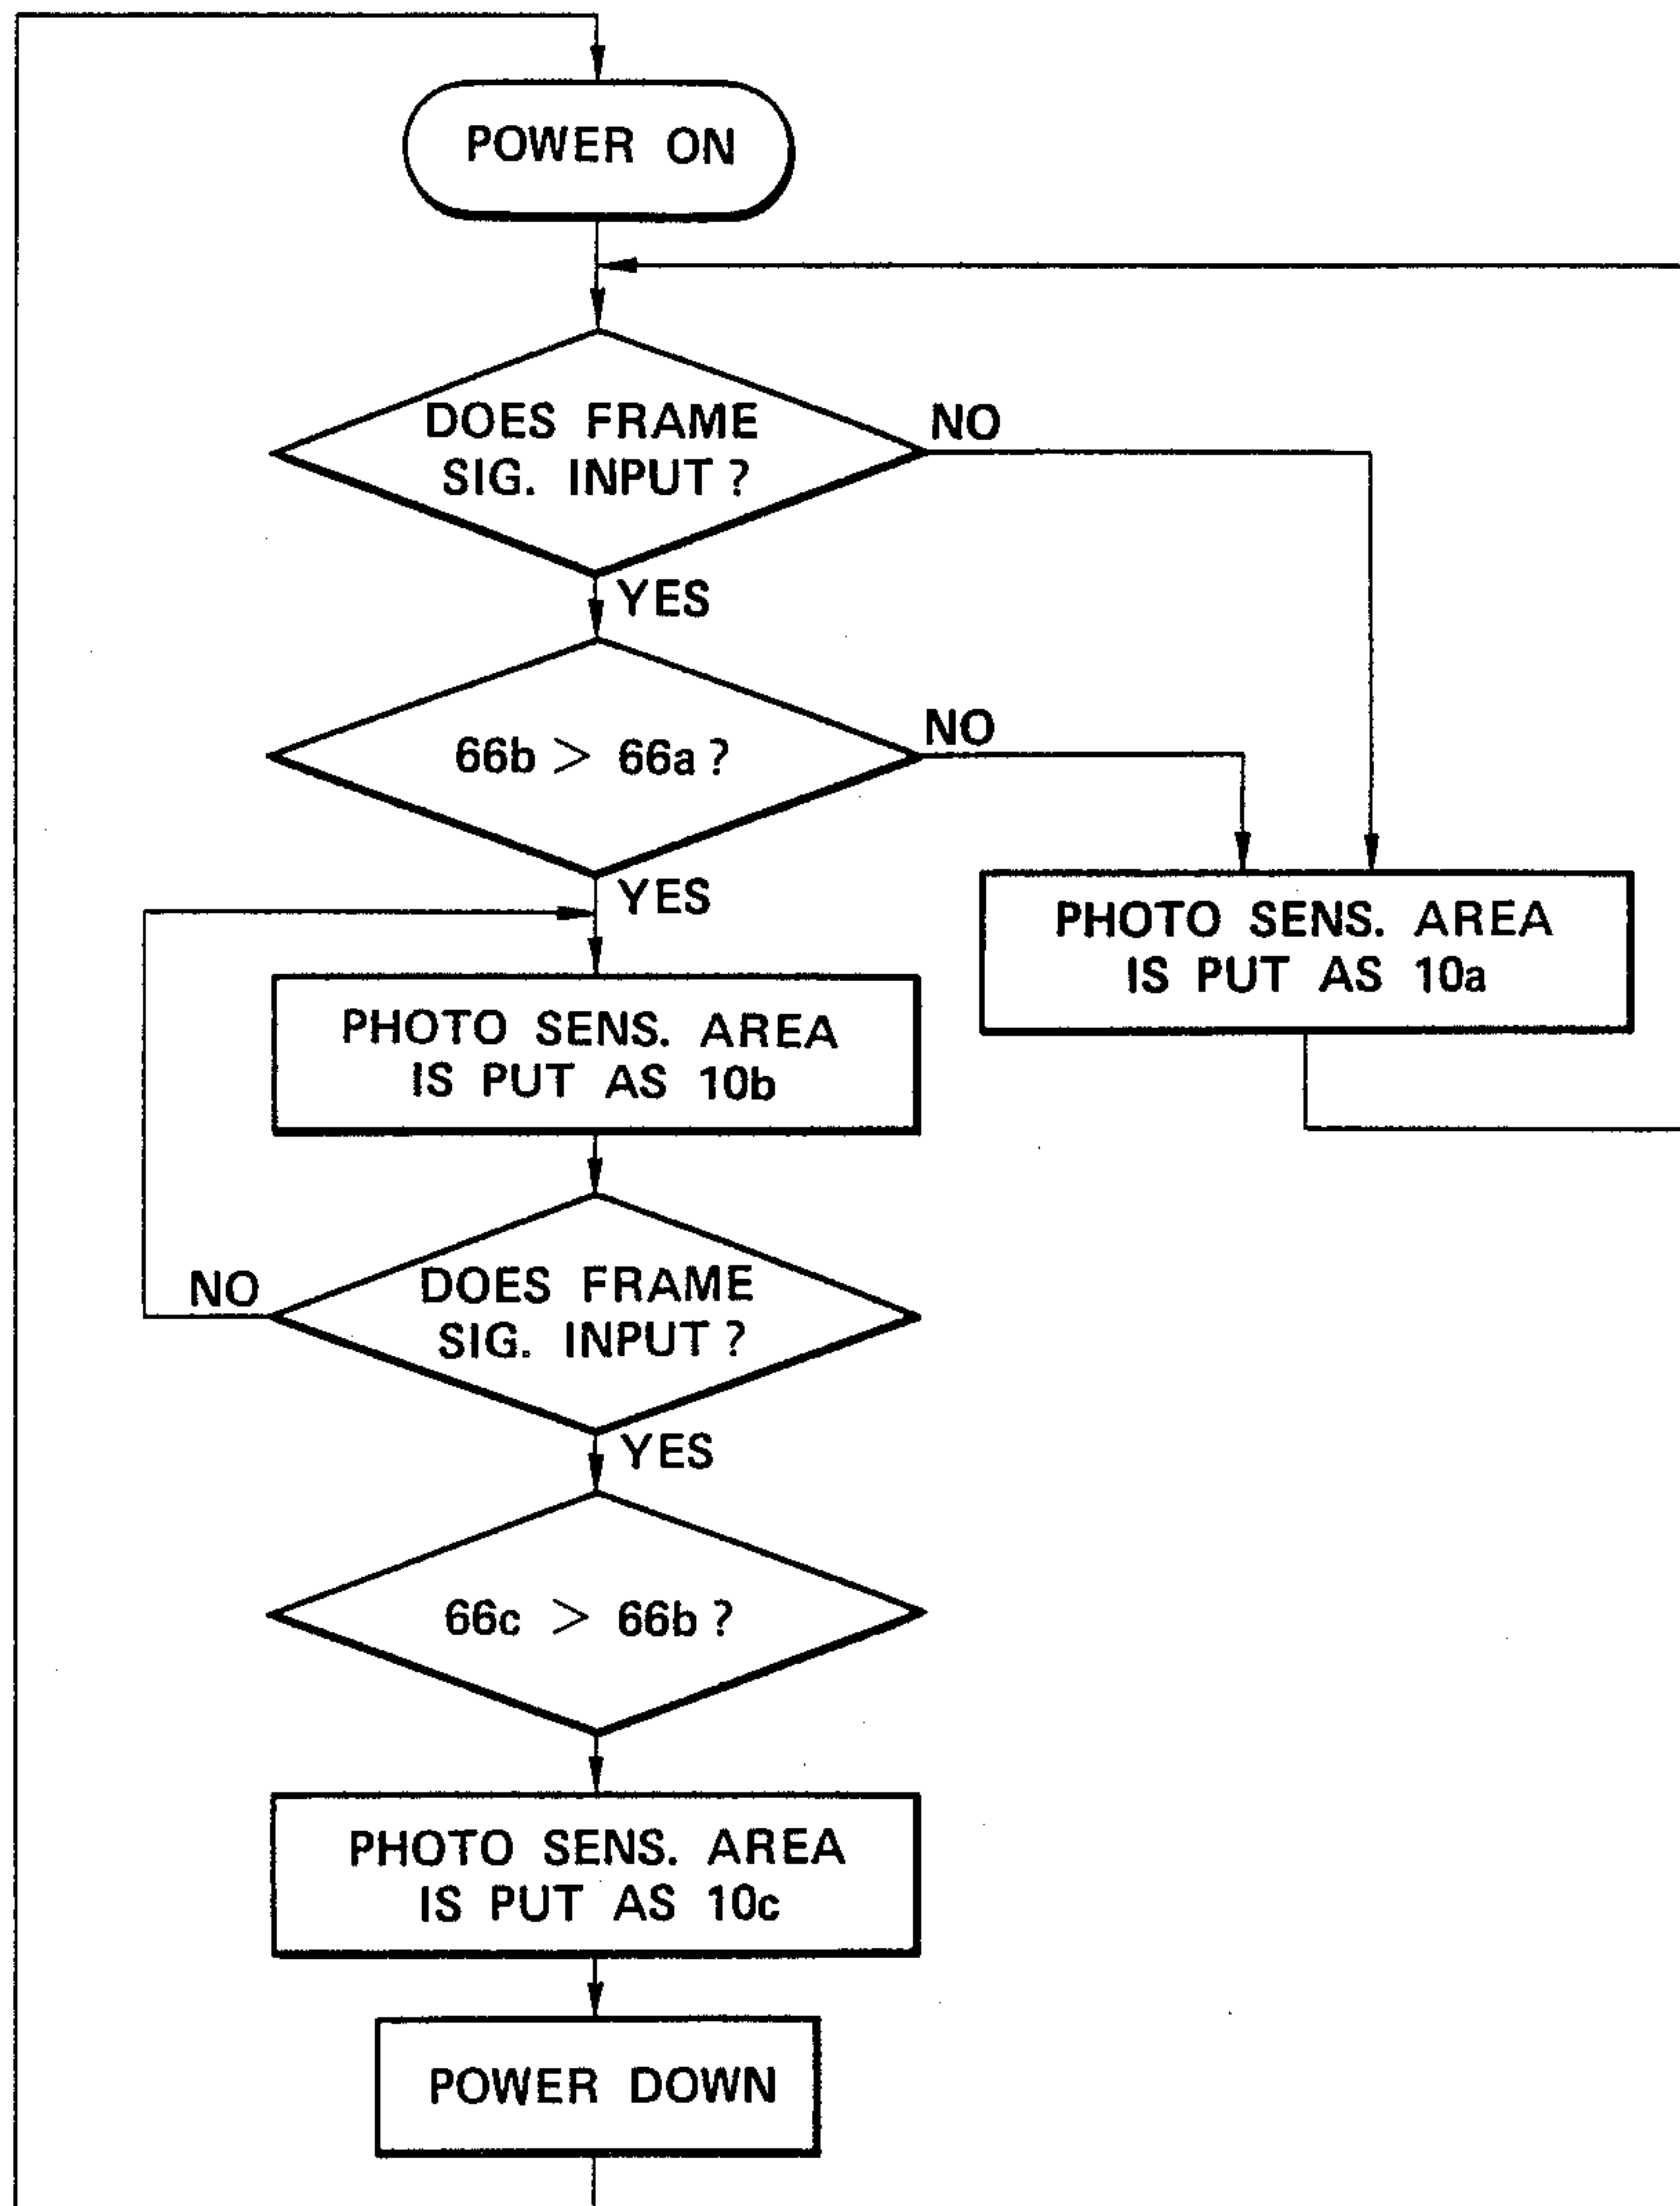 POWER ON
DOES FRAME
SIG. INPUT ?
NO
YES
66b > 66a ?
NO
YES
PHOTO SENS. AREA
IS PUT AS 10a
PHOTO SENS. AREA
IS PUT AS 10b
DOES FRAME
SIG. INPUT ?
NO
YES
66c > 66b ?
PHOTO SENS. AREA
IS PUT AS 10c
POWER DOWN